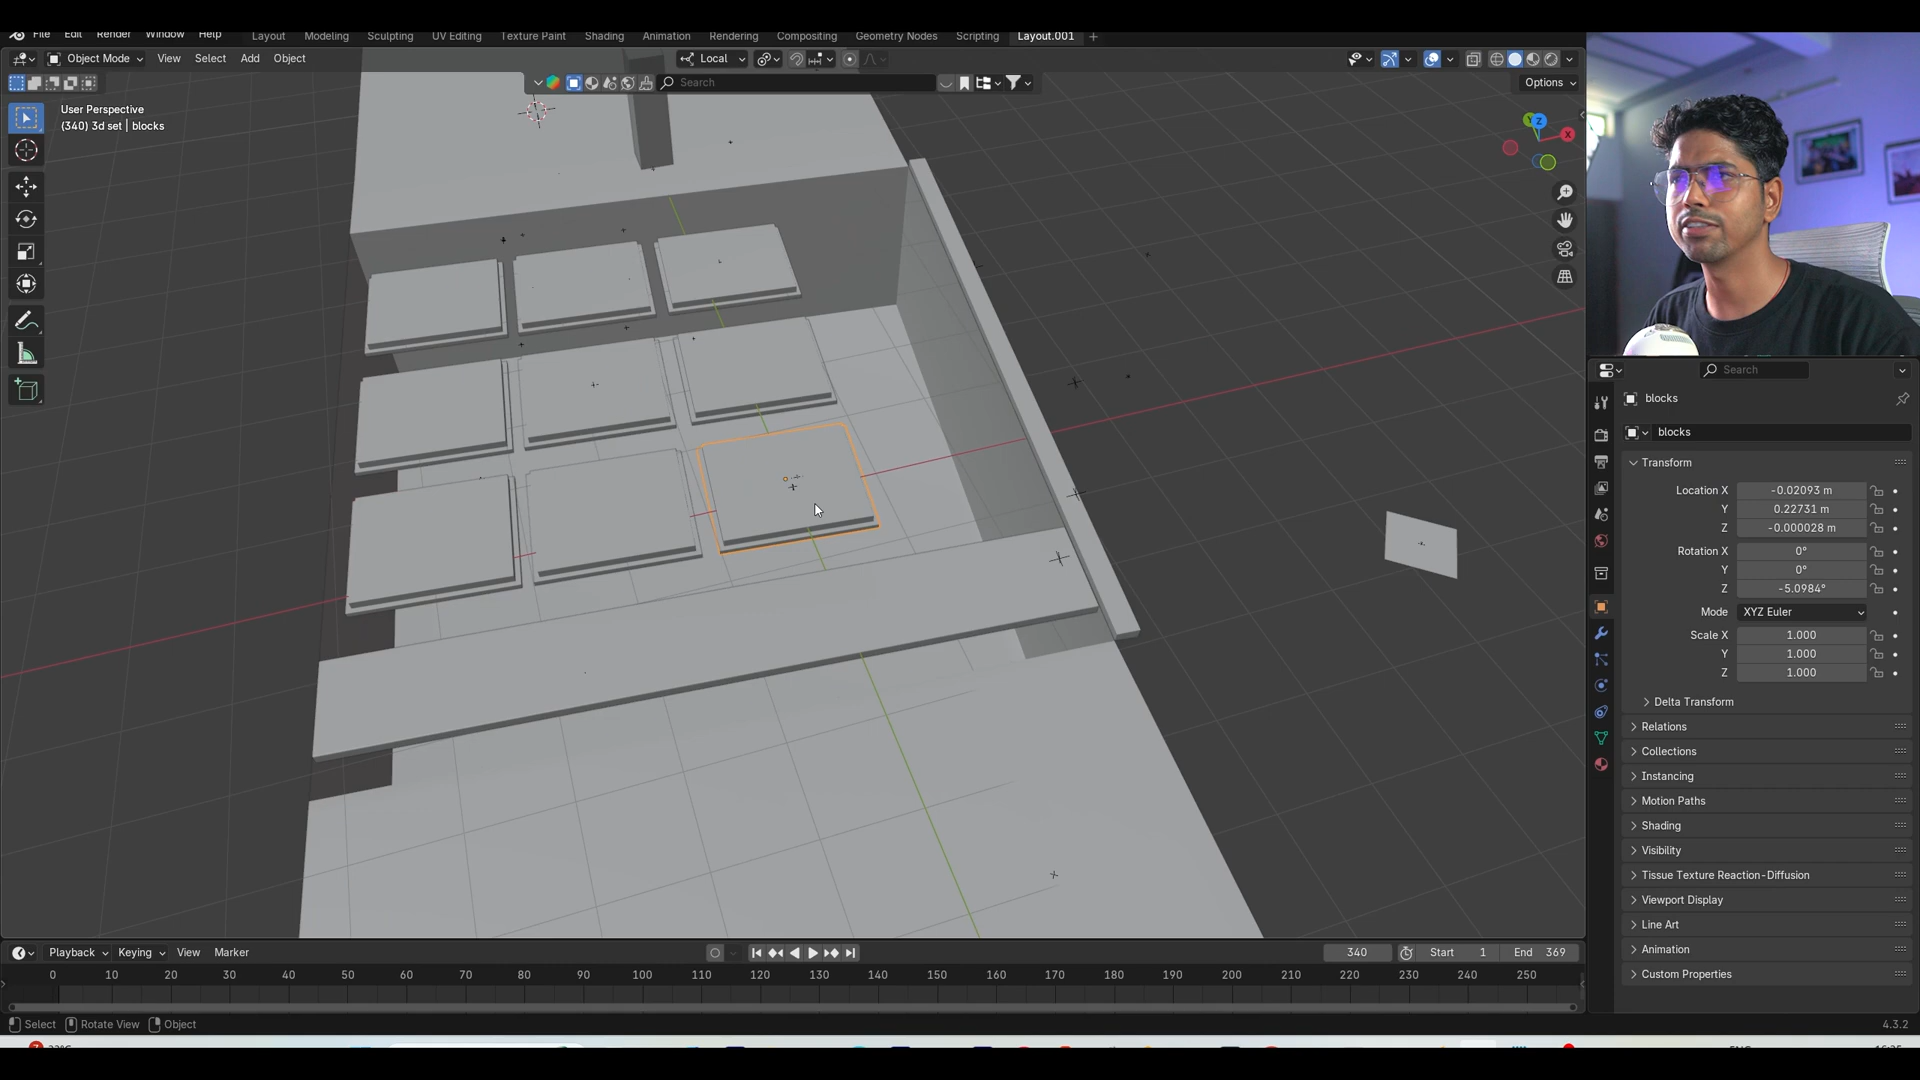 File Edit Render Window Help
Layout Modeling Sculpting UV Editing Texture Paint Shading Animation Rendering Compositing Geometry Nodes Scripting Layout.001 +
Object Mode View Select Add Object Local
Search
Options
User Perspective
(340) 3d set | blocks
Y Z X
Search
blocks
blocks
Transform
Location X -0.02093 m
Y 0.22731 m
Z -0.000028 m
Rotation X 0°
Y 0°
Z -5.0984°
Mode XYZ Euler
Scale X 1.000
Y 1.000
Z 1.000
Delta Transform
Relations
Collections
Instancing
Motion Paths
Shading
Visibility
Tissue Texture Reaction-Diffusion
Viewport Display
Line Art
Animation
Custom Properties
Playback Keying View Marker 340 Start 1 End 369
0 10 20 30 40 50 60 70 80 90 100 110 120 130 140 150 160 170 180 190 200 210 220 230 240 250
Select Rotate View Object 4.3.2